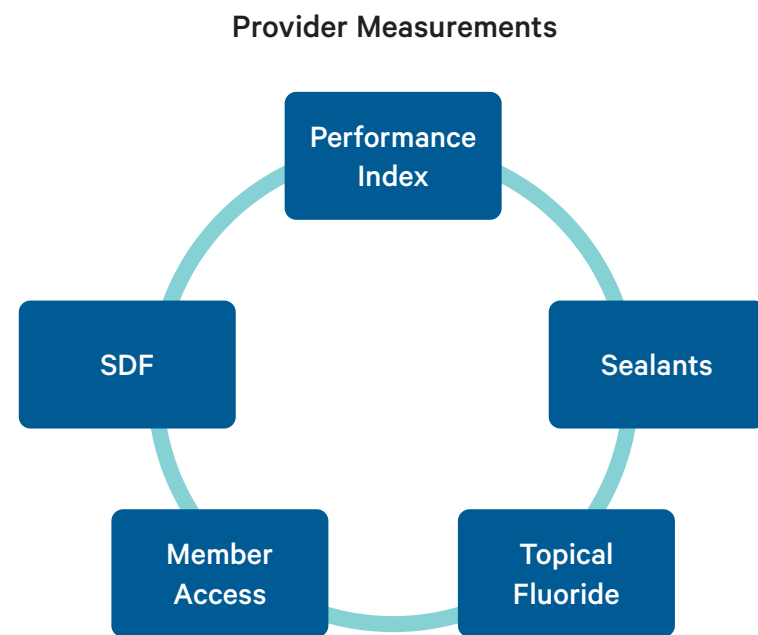 Provider Measurements
Performance
Index
SDF
Sealants
Member
Access
Topical
Fluoride